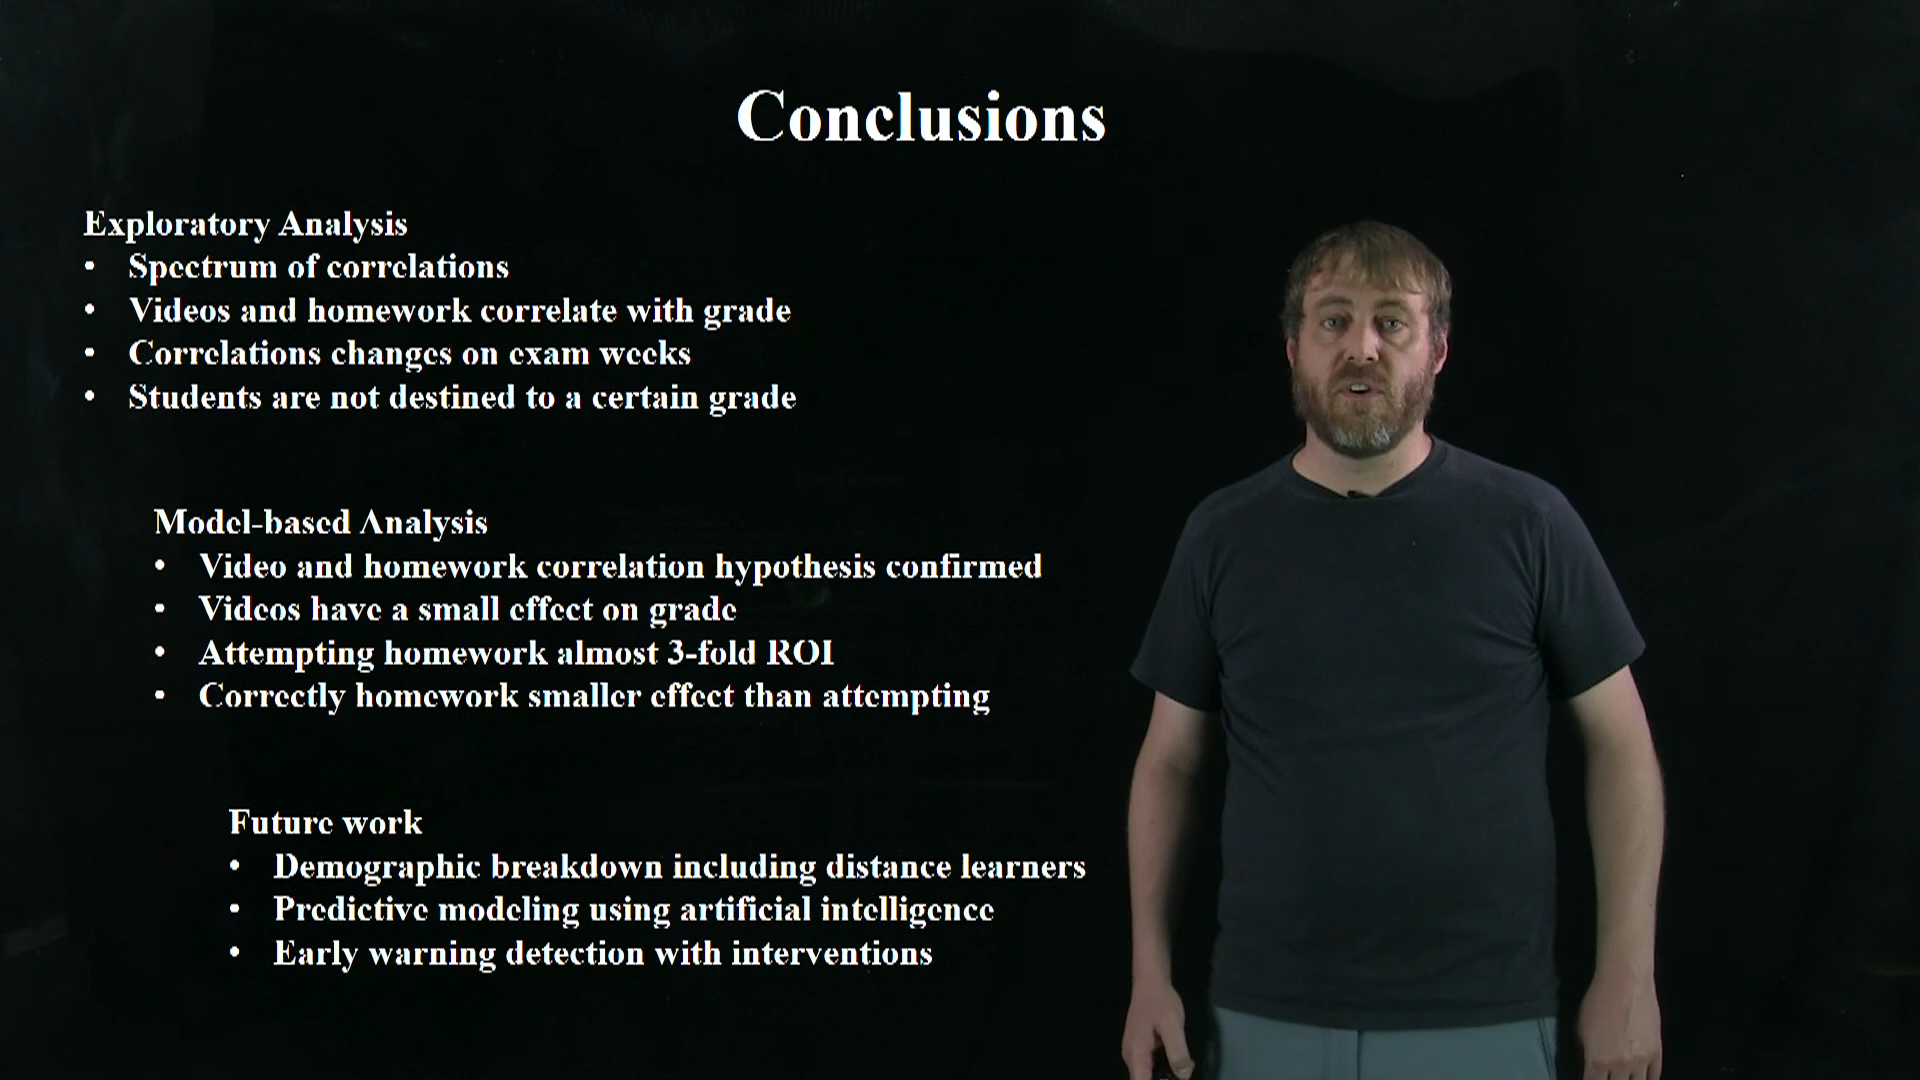 Conclusions
Exploratory Analysis
• Spectrum of correlations
• Videos and homework correlate with grade
• Correlations changes on exam weeks
• Students are not destined to a certain grade
Model-based Analysis
• Video and homework correlation hypothesis confirmed
• Videos have a small effect on grade
• Attempting homework almost 3-fold ROI
• Correctly homework smaller effect than attempting
Future work
• Demographic breakdown including distance learners
• Predictive modeling using artificial intelligence
• Early warning detection with interventions